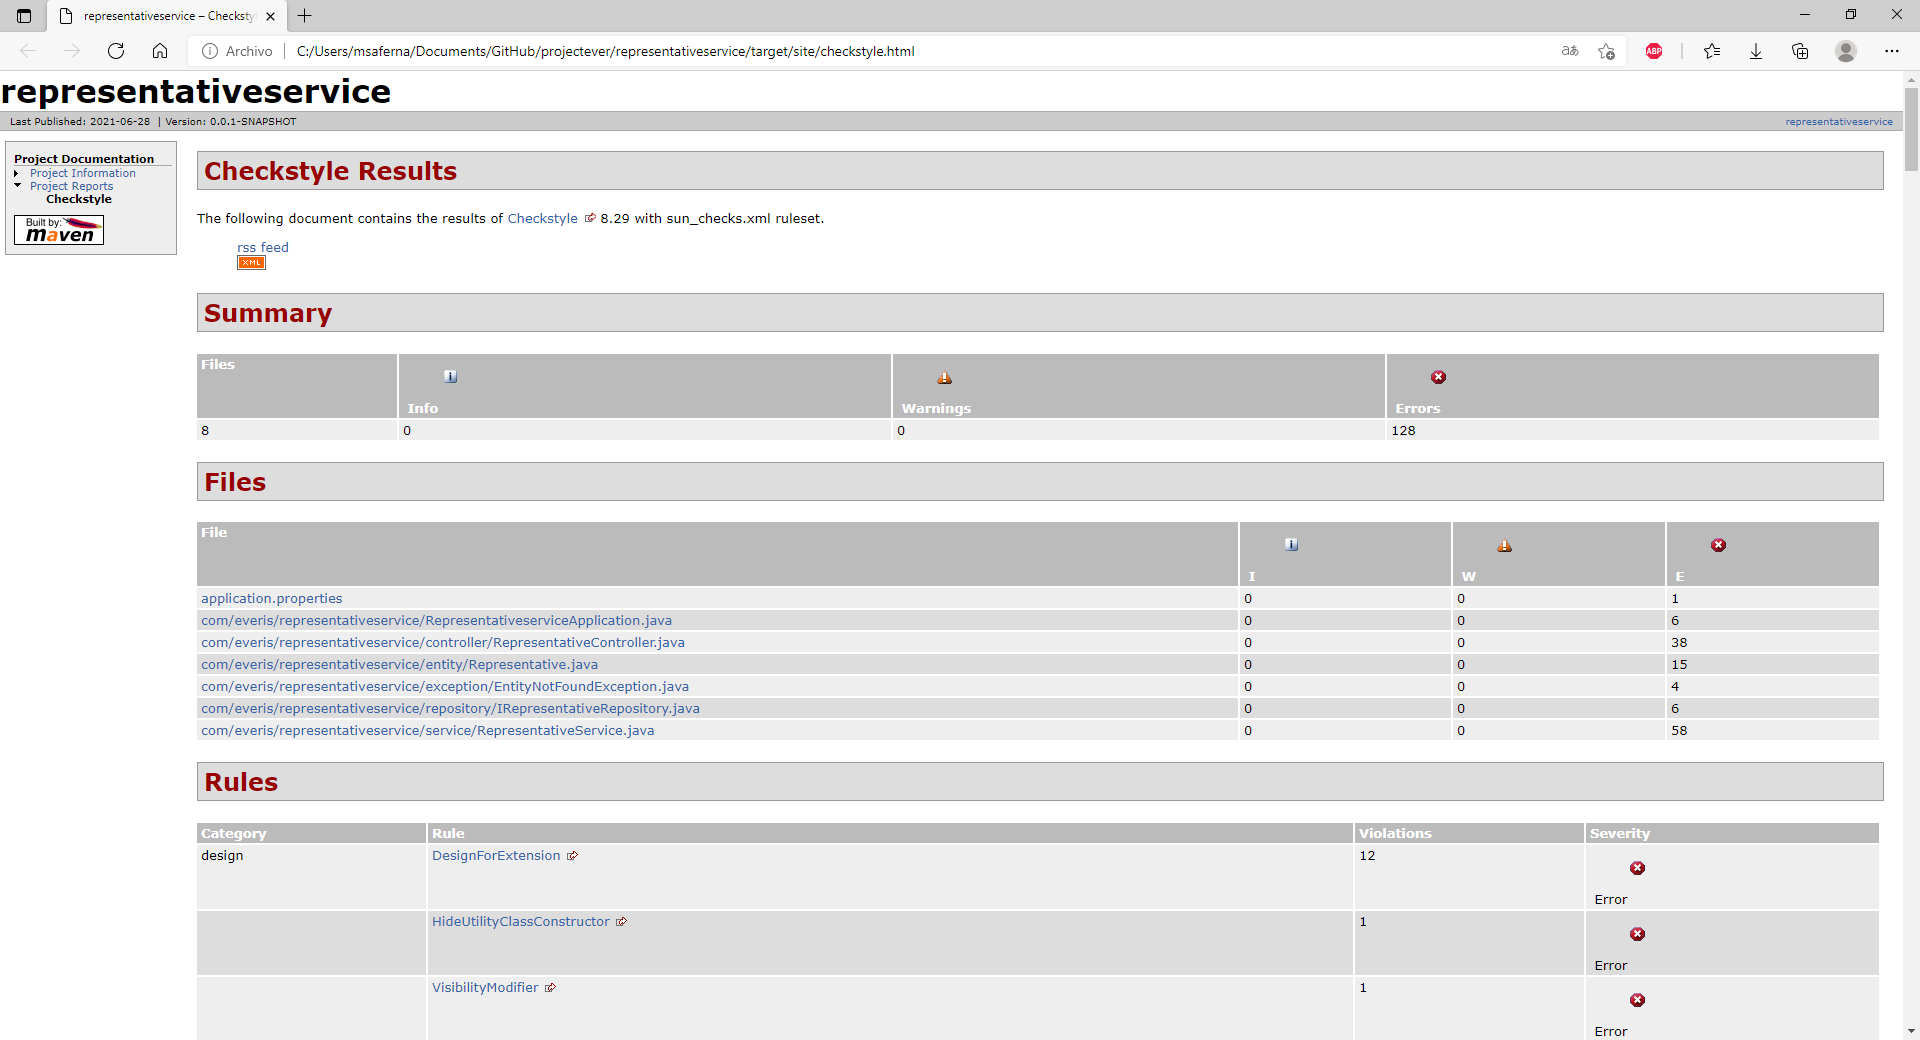 representativeservice – Checksty
Archivo
C:/Users/msaferna/Documents/GitHub/projectever/representativeservice/target/site/checkstyle.html
aあ
ABP
representativeservice
Last Published: 2021-06-28 | Version: 0.0.1-SNAPSHOT
representativeservice
Project Documentation
Project Information
Project Reports
Checkstyle
Built by:
maven
Checkstyle Results
The following document contains the results of Checkstyle 8.29 with sun_checks.xml ruleset.
rss feed
XML
Summary
Files Info Warnings Errors
8 0 0 128
Files
File I W E
application.properties 0 0 1
com/everis/representativeservice/RepresentativeserviceApplication.java 0 0 6
com/everis/representativeservice/controller/RepresentativeController.java 0 0 38
com/everis/representativeservice/entity/Representative.java 0 0 15
com/everis/representativeservice/exception/EntityNotFoundException.java 0 0 4
com/everis/representativeservice/repository/IRepresentativeRepository.java 0 0 6
com/everis/representativeservice/service/RepresentativeService.java 0 0 58
Rules
Category Rule Violations Severity
design DesignForExtension 12 Error
HideUtilityClassConstructor 1 Error
VisibilityModifier 1 Error